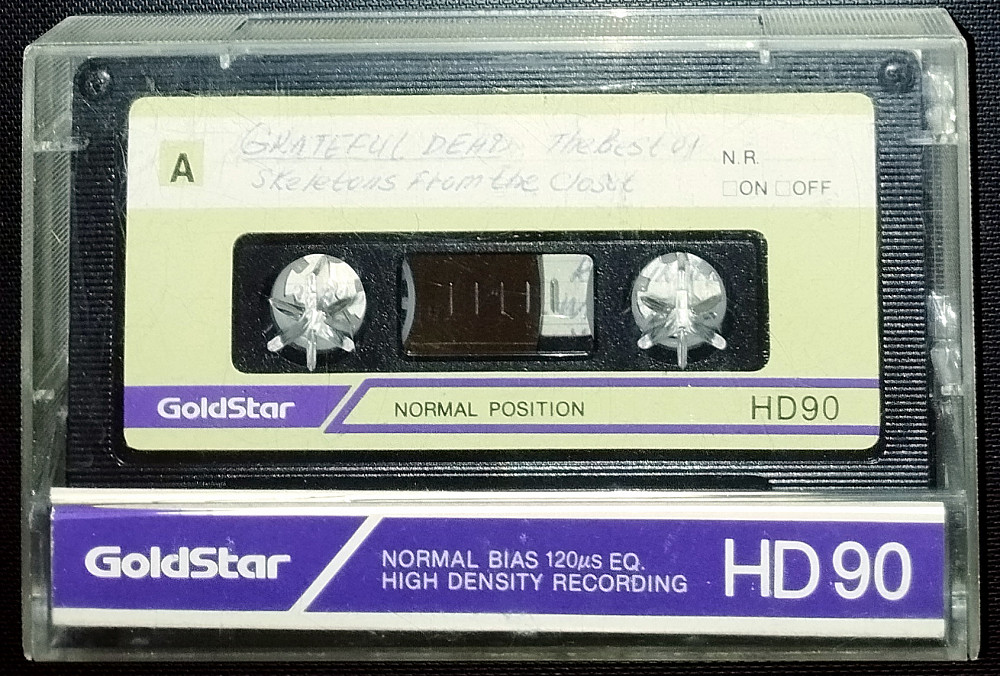 A
GRATEFUL DEAD The Best of
Skeletons From the Closet
N.R.
□ON □OFF
GoldStar
NORMAL POSITION
HD90
GoldStar
NORMAL BIAS 120µs EQ.
HIGH DENSITY RECORDING
HD 90